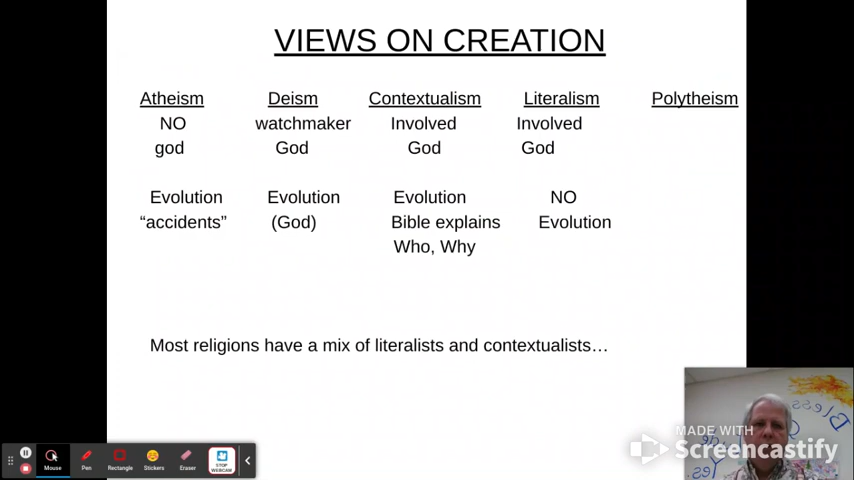 VIEWS ON CREATION
Atheism Deism Contextualism Literalism Polytheism
NO watchmaker Involved Involved
god God God God
Evolution Evolution Evolution NO
“accidents” (God) Bible explains Evolution
Who, Why
Most religions have a mix of literalists and contextualists…
Bless
Yes.
MADE WITH
Screencastify
Mouse Pen Rectangle Stickers Eraser STOP WEBCAM